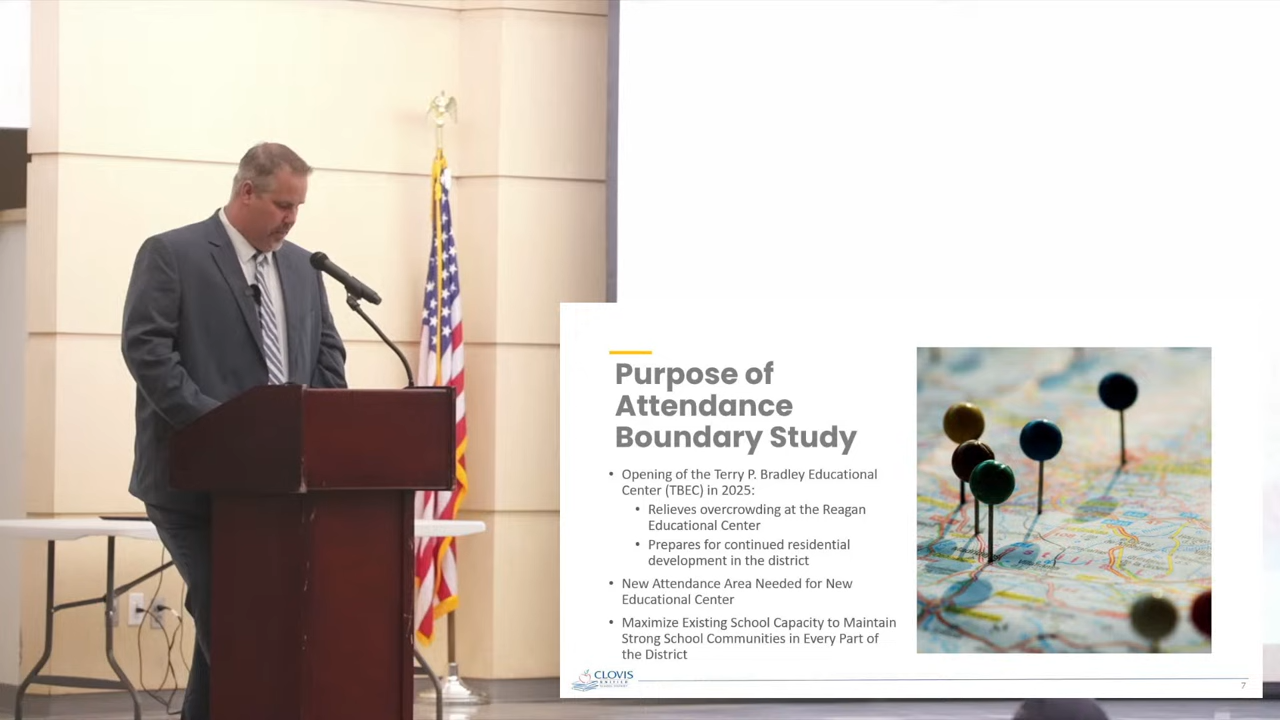 Purpose of
Attendance
Boundary Study
• Opening of the Terry P. Bradley Educational
Center (TBEC) in 2025:
• Relieves overcrowding at the Reagan
Educational Center
• Prepares for continued residential
development in the district
• New Attendance Area Needed for New
Educational Center
• Maximize Existing School Capacity to Maintain
Strong School Communities in Every Part of
the District
CLOVIS
UNIFIED
7